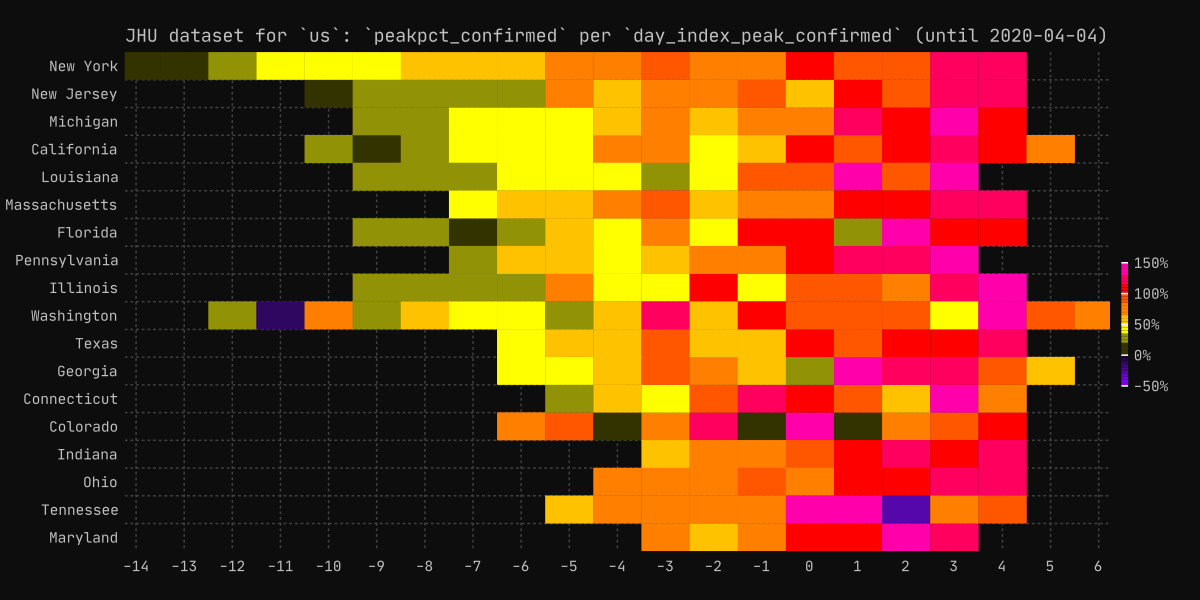 JHU dataset for `us`: `peakpct_confirmed` per `day_index_peak_confirmed` (until 2020-04-04)
New York
New Jersey
Michigan
California
Louisiana
Massachusetts
Florida
Pennsylvania
Illinois
Washington
Texas
Georgia
Connecticut
Colorado
Indiana
Ohio
Tennessee
Maryland
-14 -13 -12 -11 -10 -9 -8 -7 -6 -5 -4 -3 -2 -1 0 1 2 3 4 5 6
150%
100%
50%
0%
-50%